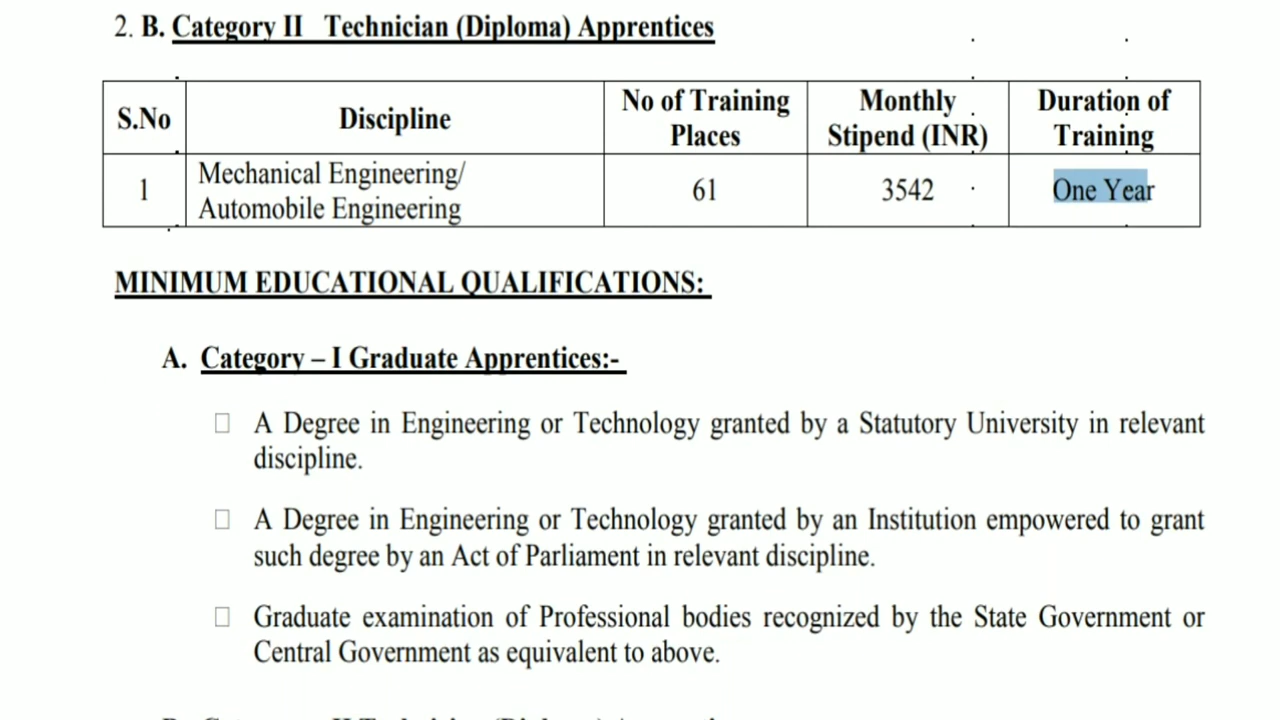 2. B. Category II Technician (Diploma) Apprentices
S.No Discipline No of Training Places Monthly Stipend (INR) Duration of Training
1 Mechanical Engineering/ Automobile Engineering 61 3542 One Year
MINIMUM EDUCATIONAL QUALIFICATIONS:
A. Category – I Graduate Apprentices:-
A Degree in Engineering or Technology granted by a Statutory University in relevant
discipline.
A Degree in Engineering or Technology granted by an Institution empowered to grant
such degree by an Act of Parliament in relevant discipline.
Graduate examination of Professional bodies recognized by the State Government or
Central Government as equivalent to above.